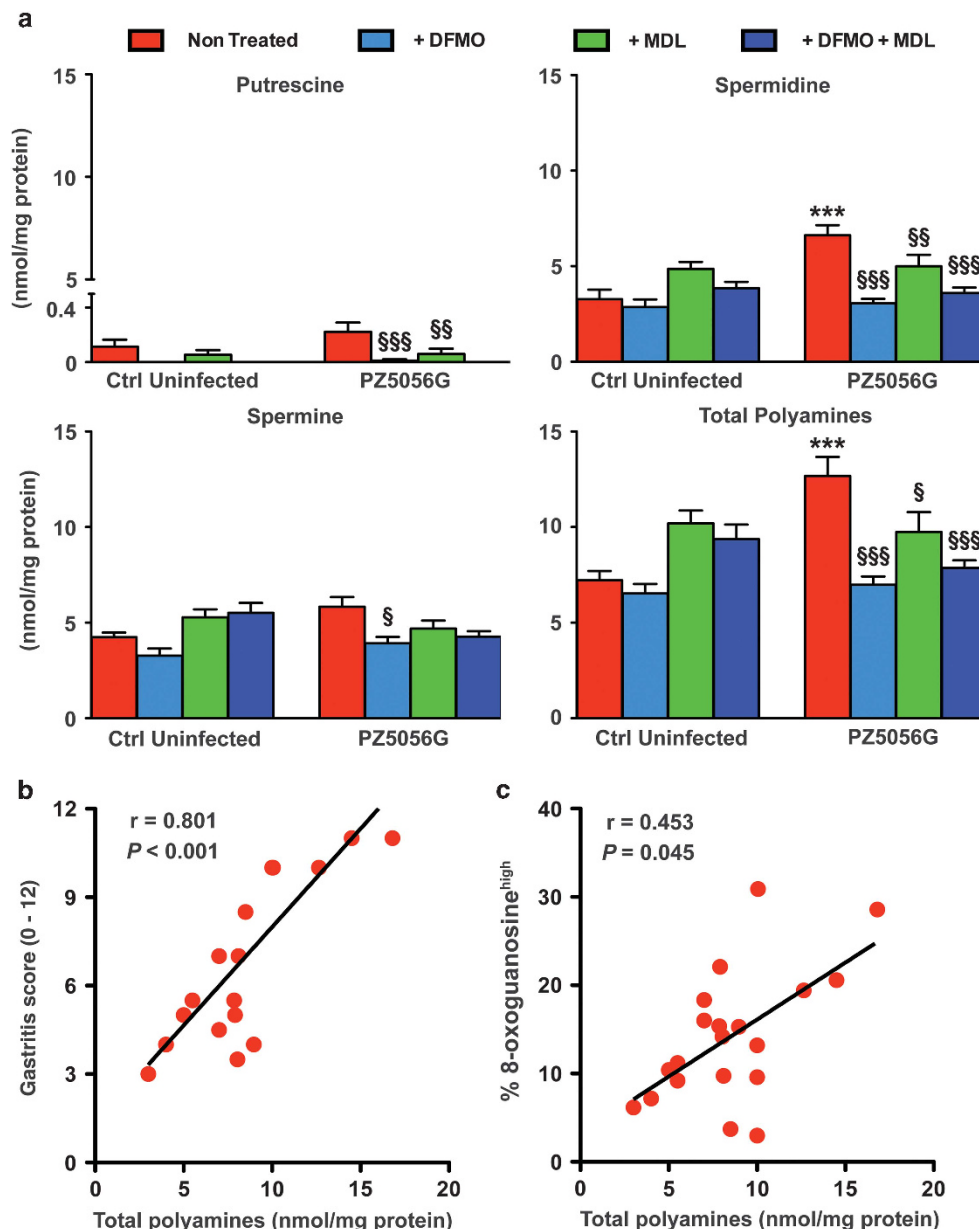 a
Non Treated
+ DFMO
+ MDL
+ DFMO + MDL
Putrescine
(nmol/mg protein)
15
10
5
0.4
0
§§§
§§
Ctrl Uninfected
PZ5056G
Spermidine
15
10
5
0
***
§§§
§§
§§§
Ctrl Uninfected
PZ5056G
Spermine
(nmol/mg protein)
15
10
5
0
§
Ctrl Uninfected
PZ5056G
Total Polyamines
15
10
5
0
***
§§§
§
§§§
Ctrl Uninfected
PZ5056G
b
r = 0.801
P < 0.001
Gastritis score (0 - 12)
12
9
6
3
0
0
5
10
15
20
Total polyamines (nmol/mg protein)
c
r = 0.453
P = 0.045
% 8-oxoguanosinehigh
40
30
20
10
0
0
5
10
15
20
Total polyamines (nmol/mg protein)